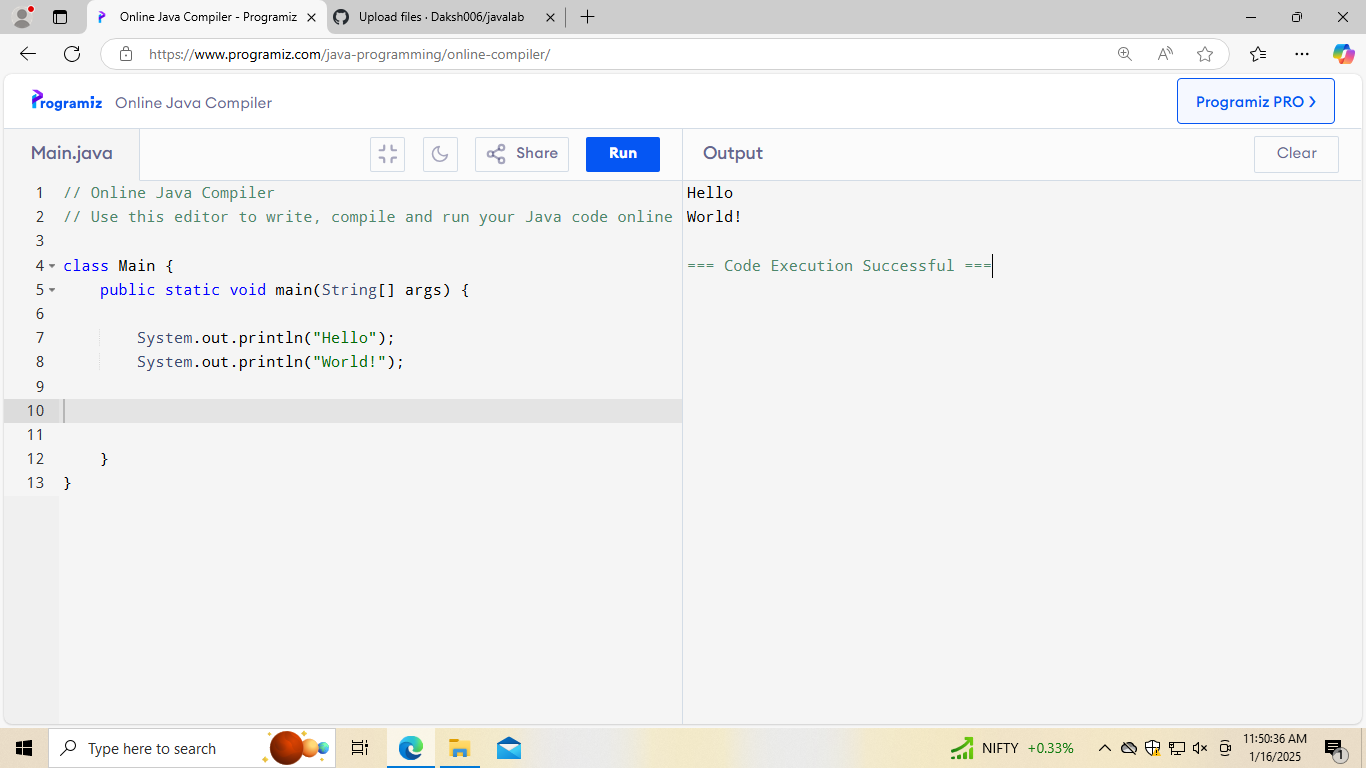 Online Java Compiler - Programiz
Upload files · Daksh006/javalab
https://www.programiz.com/java-programming/online-compiler/
Programiz Online Java Compiler
Programiz PRO
Main.java
Share
Run
Output
Clear
1 // Online Java Compiler
2 // Use this editor to write, compile and run your Java code online
3
4 class Main {
5     public static void main(String[] args) {
6
7         System.out.println("Hello");
8         System.out.println("World!");
9
10
11
12     }
13 }
Hello
World!
=== Code Execution Successful ===
Type here to search
NIFTY +0.33%
11:50:36 AM
1/16/2025
1